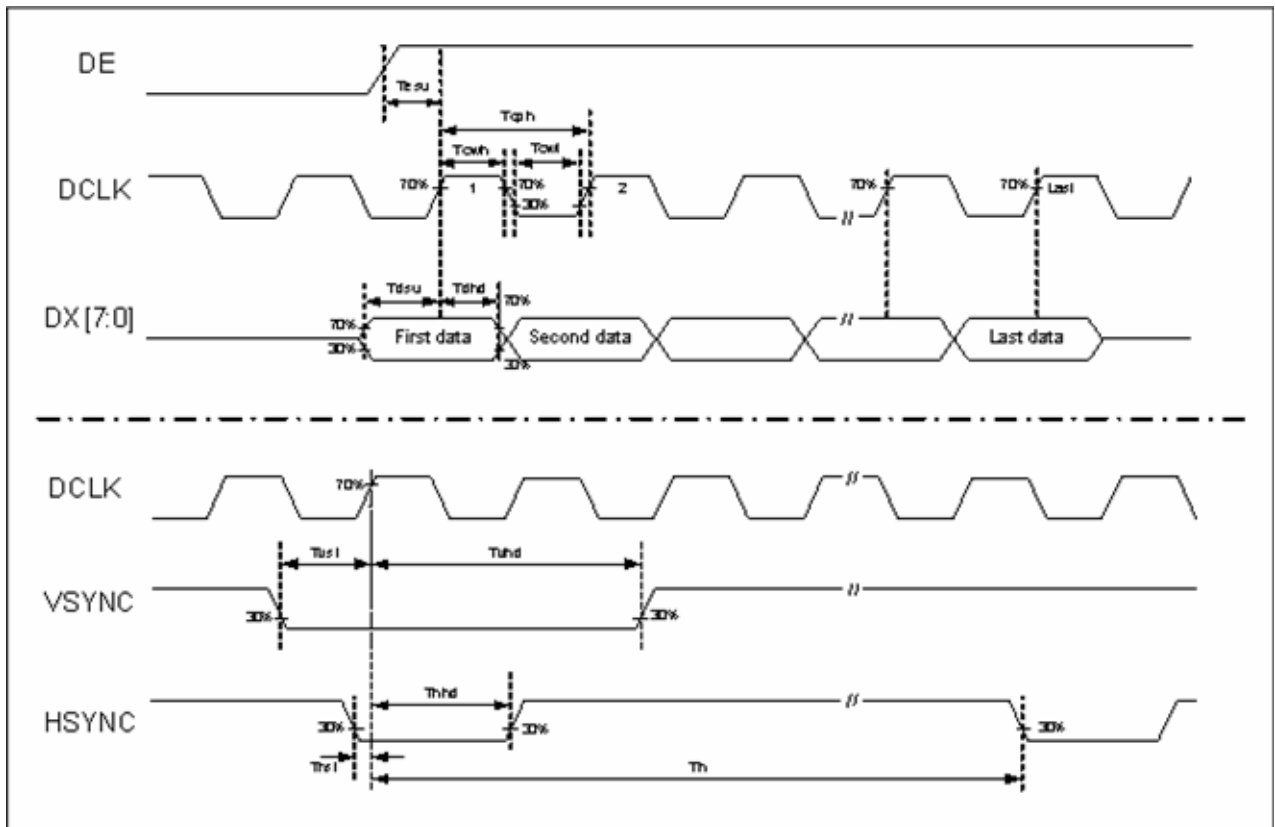 DE
Tesu
Tcph
Tcwh
Tcwl
DCLK
70%
1
70%
30%
2
70%
70%
Last
Tdsu
Tdhd
70%
DX [7:0]
70%
30%
First data
Second data
Last data
30%
DCLK
70%
Tvhd
VSYNC
30%
30%
Thhd
HSYNC
30%
30%
30%
Th